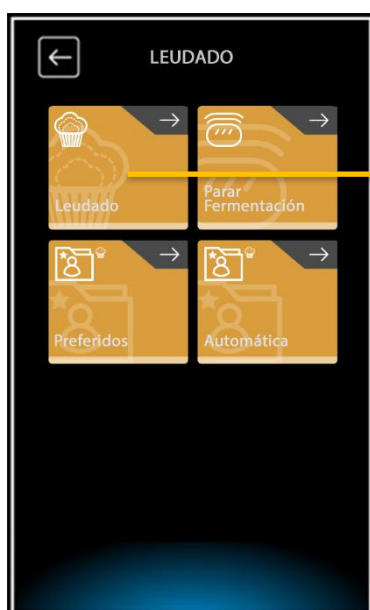 LEUDADO
Leudado
Parar
Fermentación
Preferidos
Automática